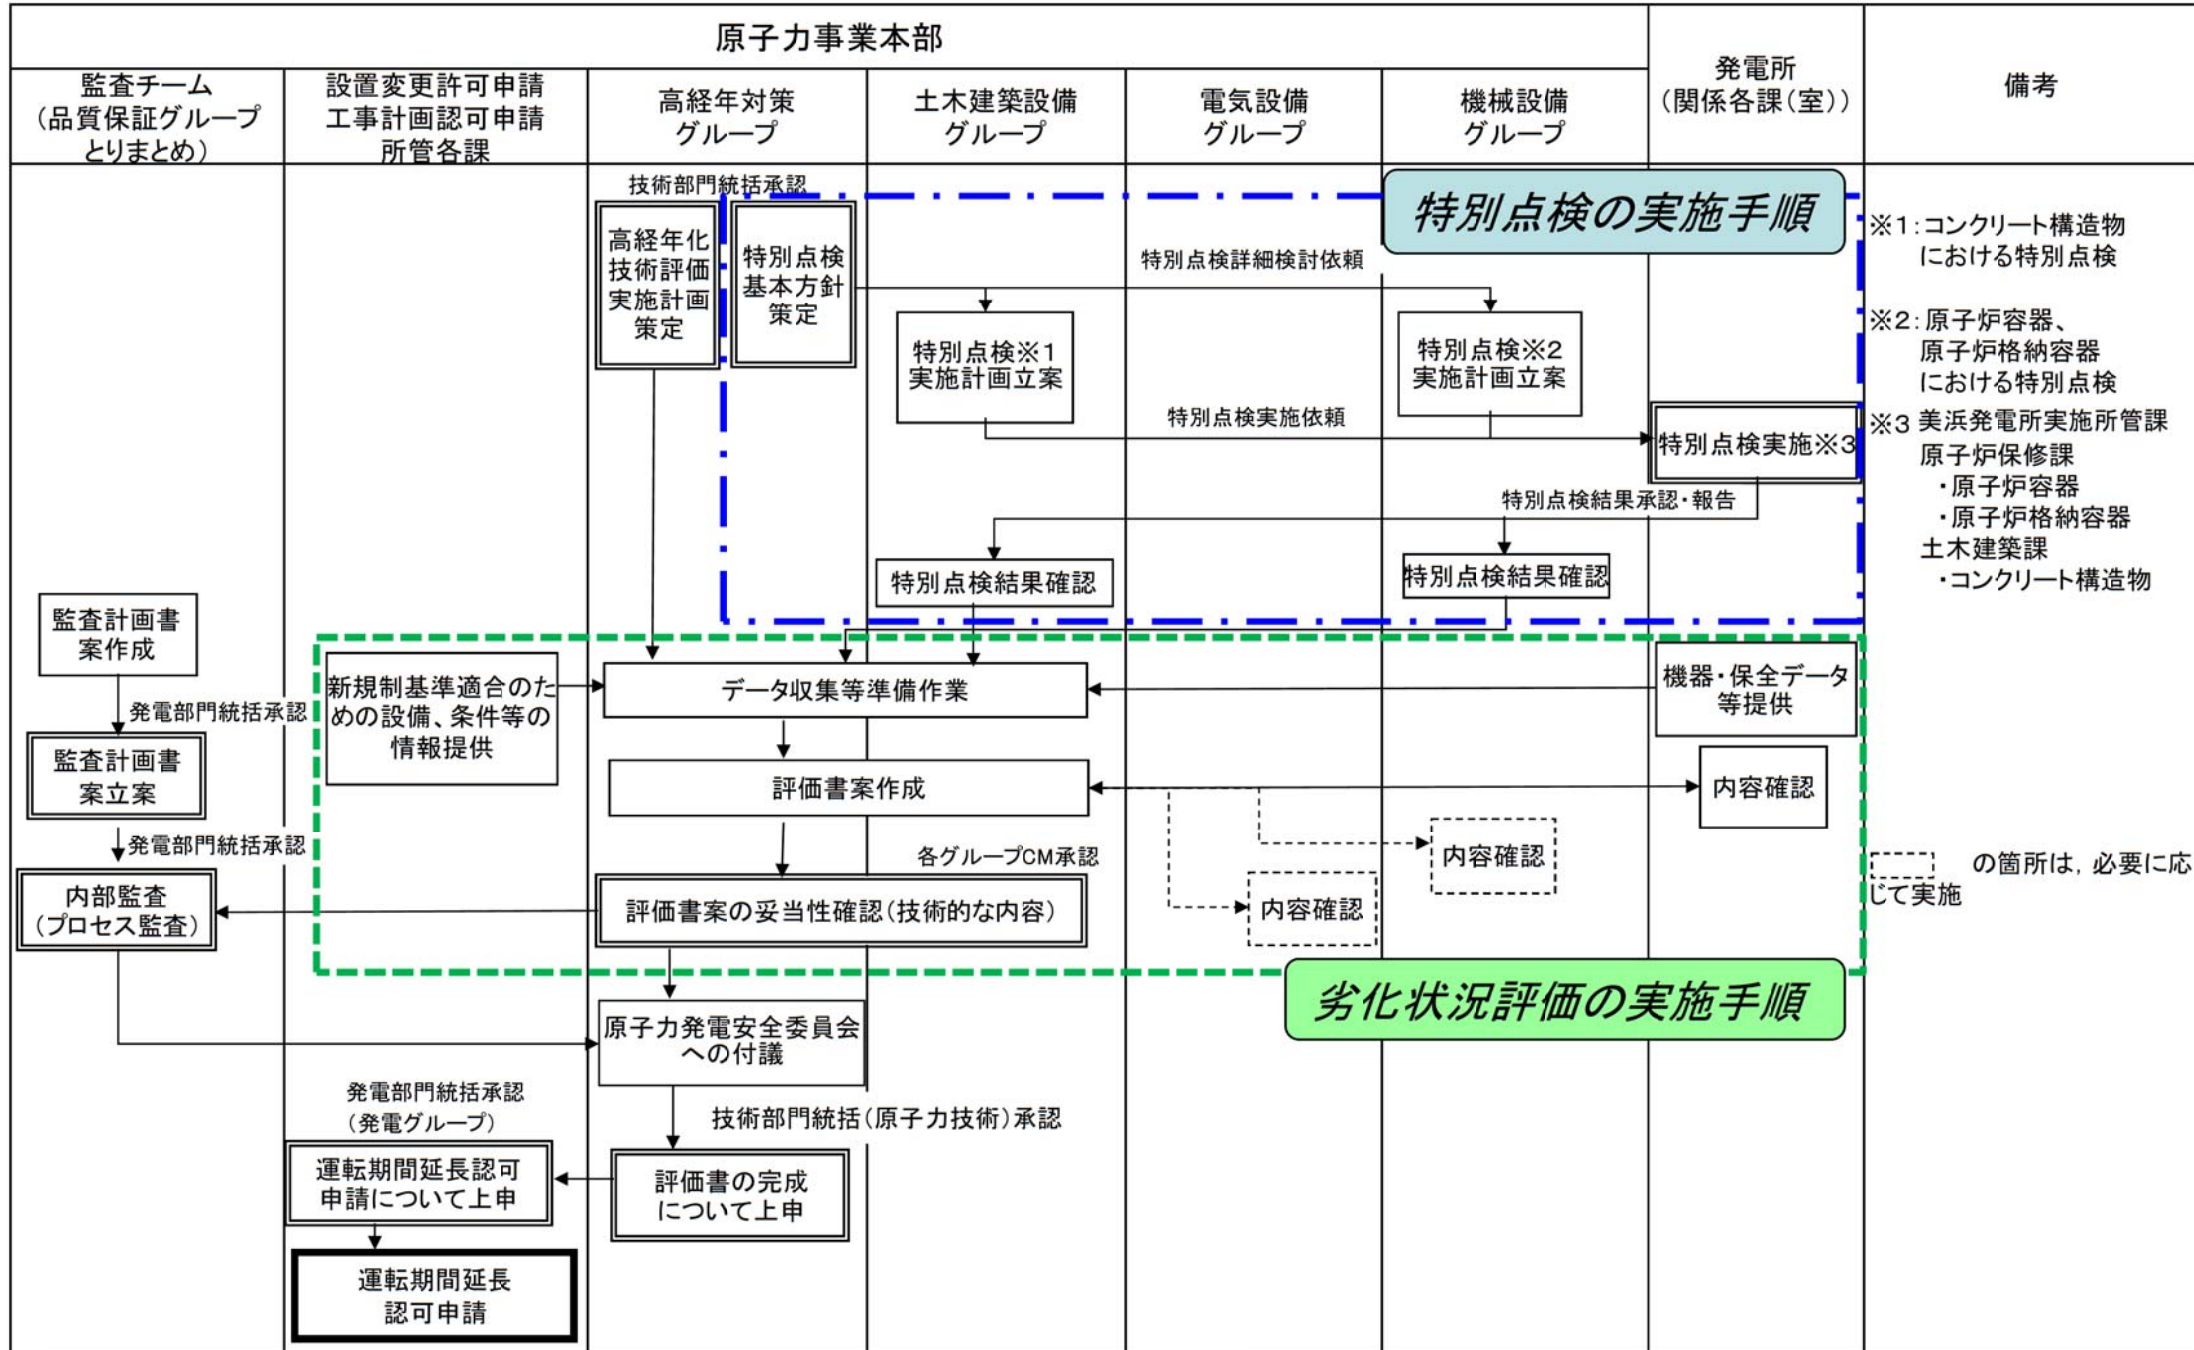 原子力事業本部
監査チーム
(品質保証グループ
とりまとめ)
設置変更許可申請
工事計画認可申請
所管各課
高経年対策
グループ
土木建築設備
グループ
電気設備
グループ
機械設備
グループ
発電所
(関係各課(室))
備考
技術部門統括承認
特別点検の実施手順
高経年化
技術評価
実施計画
策定
特別点検
基本方針
策定
特別点検詳細検討依頼
特別点検※1
実施計画立案
特別点検※2
実施計画立案
特別点検実施依頼
特別点検実施※3
特別点検結果承認・報告
特別点検結果確認
特別点検結果確認
※1:コンクリート構造物
における特別点検
※2:原子炉容器、
原子炉格納容器
における特別点検
※3 美浜発電所実施所管課
原子炉保修課
・原子炉容器
・原子炉格納容器
土木建築課
・コンクリート構造物
監査計画書
案作成
発電部門統括承認
監査計画書
案立案
発電部門統括承認
内部監査
(プロセス監査)
新規制基準適合のた
めの設備、条件等の
情報提供
データ収集等準備作業
機器・保全データ
等提供
評価書案作成
内容確認
内容確認
内容確認
各グループCM承認
評価書案の妥当性確認(技術的な内容)
の箇所は, 必要に応
じて実施
劣化状況評価の実施手順
原子力発電安全委員会
への付議
発電部門統括承認
(発電グループ)
技術部門統括(原子力技術)承認
運転期間延長認可
申請について上申
評価書の完成
について上申
運転期間延長
認可申請